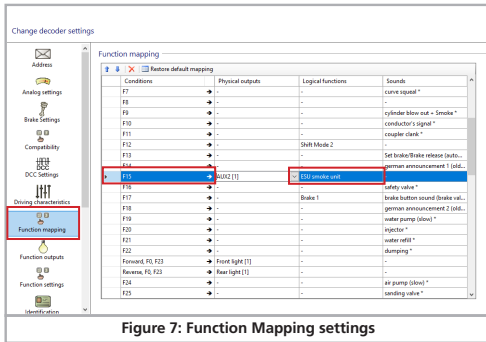 Change decoder settings
Address
Analog settings
Brake Settings
Compatibility
DCC Settings
Driving characteristics
Function mapping
Function outputs
Function settings
Identification
Function mapping
Restore default mapping
Conditions Physical outputs Logical functions Sounds
F7 → - - curve squeal *
F8 → - - -
F9 → - - cylinder blow out + Smoke *
F10 → - - conductor's signal *
F11 → - - coupler clank *
F12 → - Shift Mode 2 -
F13 → - - Set brake/Brake release (auto...
F14 → - - german announcement 1 (old...
F15 → AUX2 [1] ESU smoke unit
F16 → - - safety valve *
F17 → - Brake 1 brake button sound (brake val...
F18 → - - german announcement 2 (old...
F19 → - - water pump (slow) *
F20 → - - injector *
F21 → - - water refill *
F22 → - - dumping *
Forward, F0, F23 → Front light [1] - -
Reverse, F0, F23 → Rear light [1] - -
F24 → - - air pump (slow) *
F25 → - - sanding valve *
Figure 7: Function Mapping settings